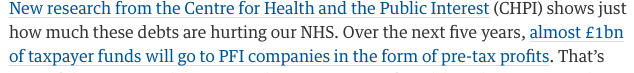 New research from the Centre for Health and the Public Interest (CHPI) shows just
how much these debts are hurting our NHS. Over the next five years, almost £1bn
of taxpayer funds will go to PFI companies in the form of pre-tax profits. That’s